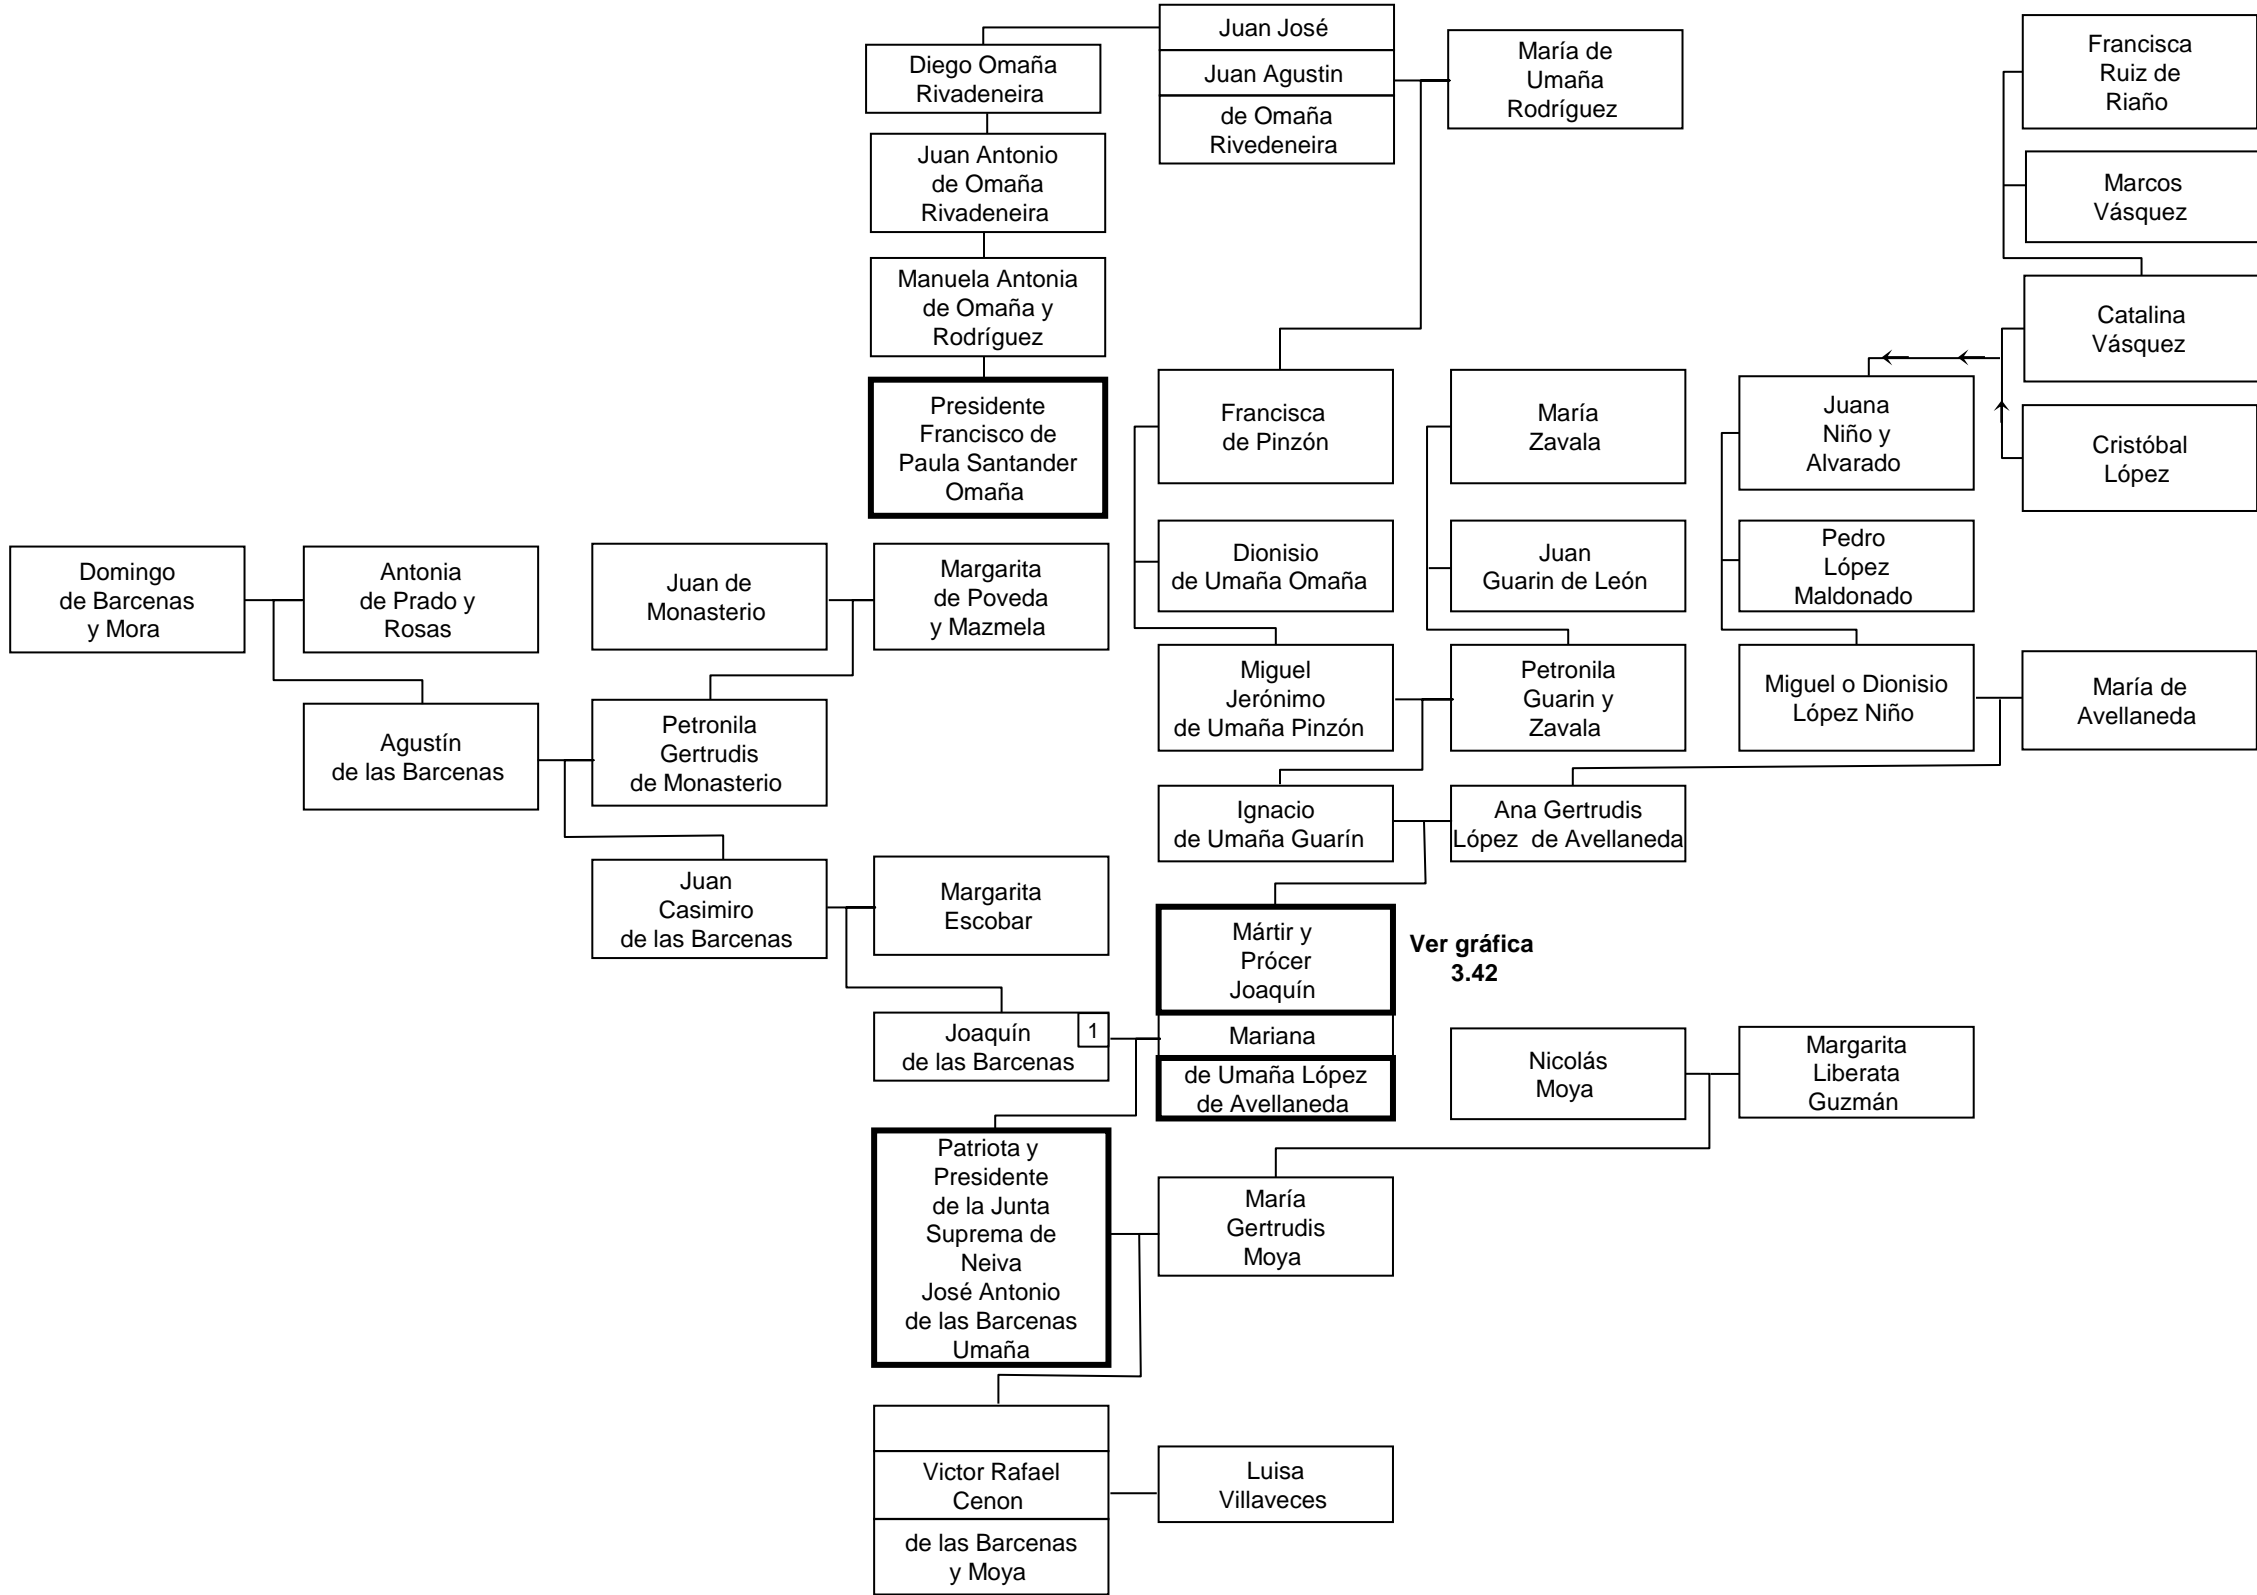 Juan José
Juan Agustin
de Omaña
Rivedeneira
María de
Umaña
Rodríguez
Francisca
Ruiz de
Riaño
Diego Omaña
Rivadeneira
Juan Antonio
de Omaña
Rivadeneira
Marcos
Vásquez
Manuela Antonia
de Omaña y
Rodríguez
Catalina
Vásquez
Presidente
Francisco de
Paula Santander
Omaña
Francisca
de Pinzón
María
Zavala
Juana
Niño y
Alvarado
Cristóbal
López
Domingo
de Barcenas
y Mora
Antonia
de Prado y
Rosas
Juan de
Monasterio
Margarita
de Poveda
y Mazmela
Dionisio
de Umaña Omaña
Juan
Guarin de León
Pedro
López
Maldonado
Agustín
de las Barcenas
Petronila
Gertrudis
de Monasterio
Miguel
Jerónimo
de Umaña Pinzón
Petronila
Guarin y
Zavala
Miguel o Dionisio
López Niño
María de
Avellaneda
Ignacio
de Umaña Guarín
Ana Gertrudis
López  de Avellaneda
Juan
Casimiro
de las Barcenas
Margarita
Escobar
Mártir y
Prócer
Joaquín
Ver gráfica
3.42
Joaquín
de las Barcenas
1
Mariana
de Umaña López
de Avellaneda
Nicolás
Moya
Margarita
Liberata
Guzmán
Patriota y
Presidente
de la Junta
Suprema de
Neiva
José Antonio
de las Barcenas
Umaña
María
Gertrudis
Moya
Victor Rafael
Cenon
de las Barcenas
y Moya
Luisa
Villaveces